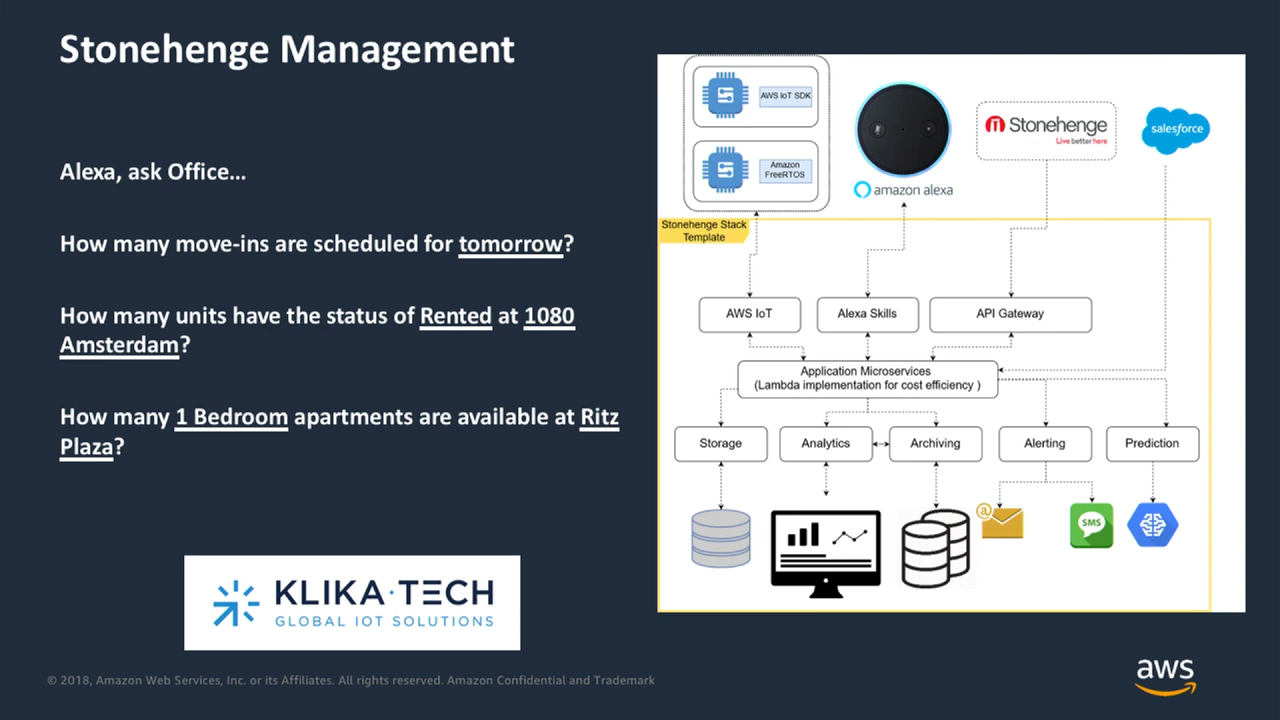 Stonehenge Management
Alexa, ask Office...
How many move-ins are scheduled for tomorrow?
How many units have the status of Rented at 1080
Amsterdam?
How many 1 Bedroom apartments are available at Ritz
Plaza?
KLIKA·TECH
GLOBAL IOT SOLUTIONS
AWS IoT SDK
Amazon
FreeRTOS
amazon alexa
Stonehenge
Live better here
salesforce
Stonehenge Stack
Template
AWS IoT
Alexa Skills
API Gateway
Application Microservices
(Lambda implementation for cost efficiency )
Storage
Analytics
Archiving
Alerting
Prediction
@
SMS
© 2018, Amazon Web Services, Inc. or its Affiliates. All rights reserved. Amazon Confidential and Trademark
aws